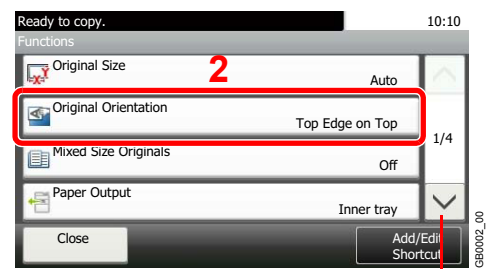 Ready to copy. 10:10
Functions
Original Size
2
Auto
Original Orientation
Top Edge on Top
1/4
Mixed Size Originals
Off
Paper Output
Inner tray
Close
Add/Edit
Shortcut
GB0002_00